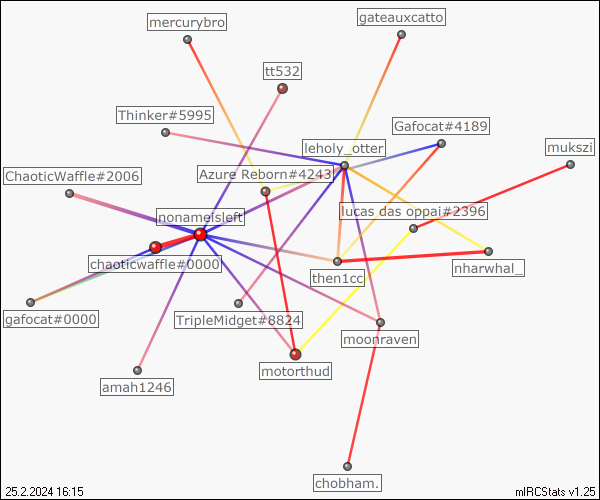 mercurybro
gateauxcatto
tt532
Thinker#5995
Gafocat#4189
leholy_otter
mukszi
ChaoticWaffle#2006
Azure Reborn#4243
nonameisleft
lucas das oppai#2396
chaoticwaffle#0000
nharwhal_
then1cc
gafocat#0000
TripleMidget#8824
moonraven
motorthud
amah1246
chobham.
25.2.2024 16:15
mIRCStats v1.25